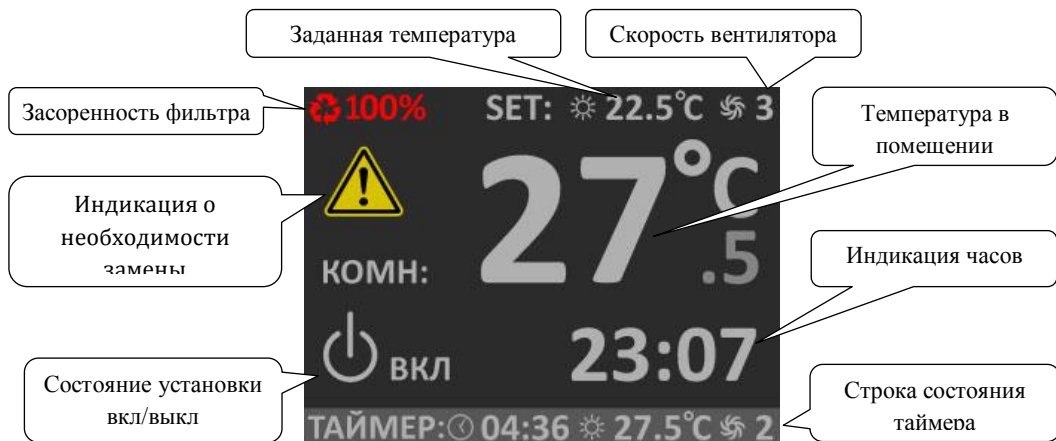 Заданная температура
Скорость вентилятора
Засоренность фильтра
100%
SET: 22.5°C 3
Температура в
помещении
27°C
.5
Индикация о
необходимости
замены
КОМН:
Индикация часов
ВКЛ
23:07
Состояние установки
вкл/выкл
Строка состояния
таймера
ТАЙМЕР: 04:36 27.5°C 2